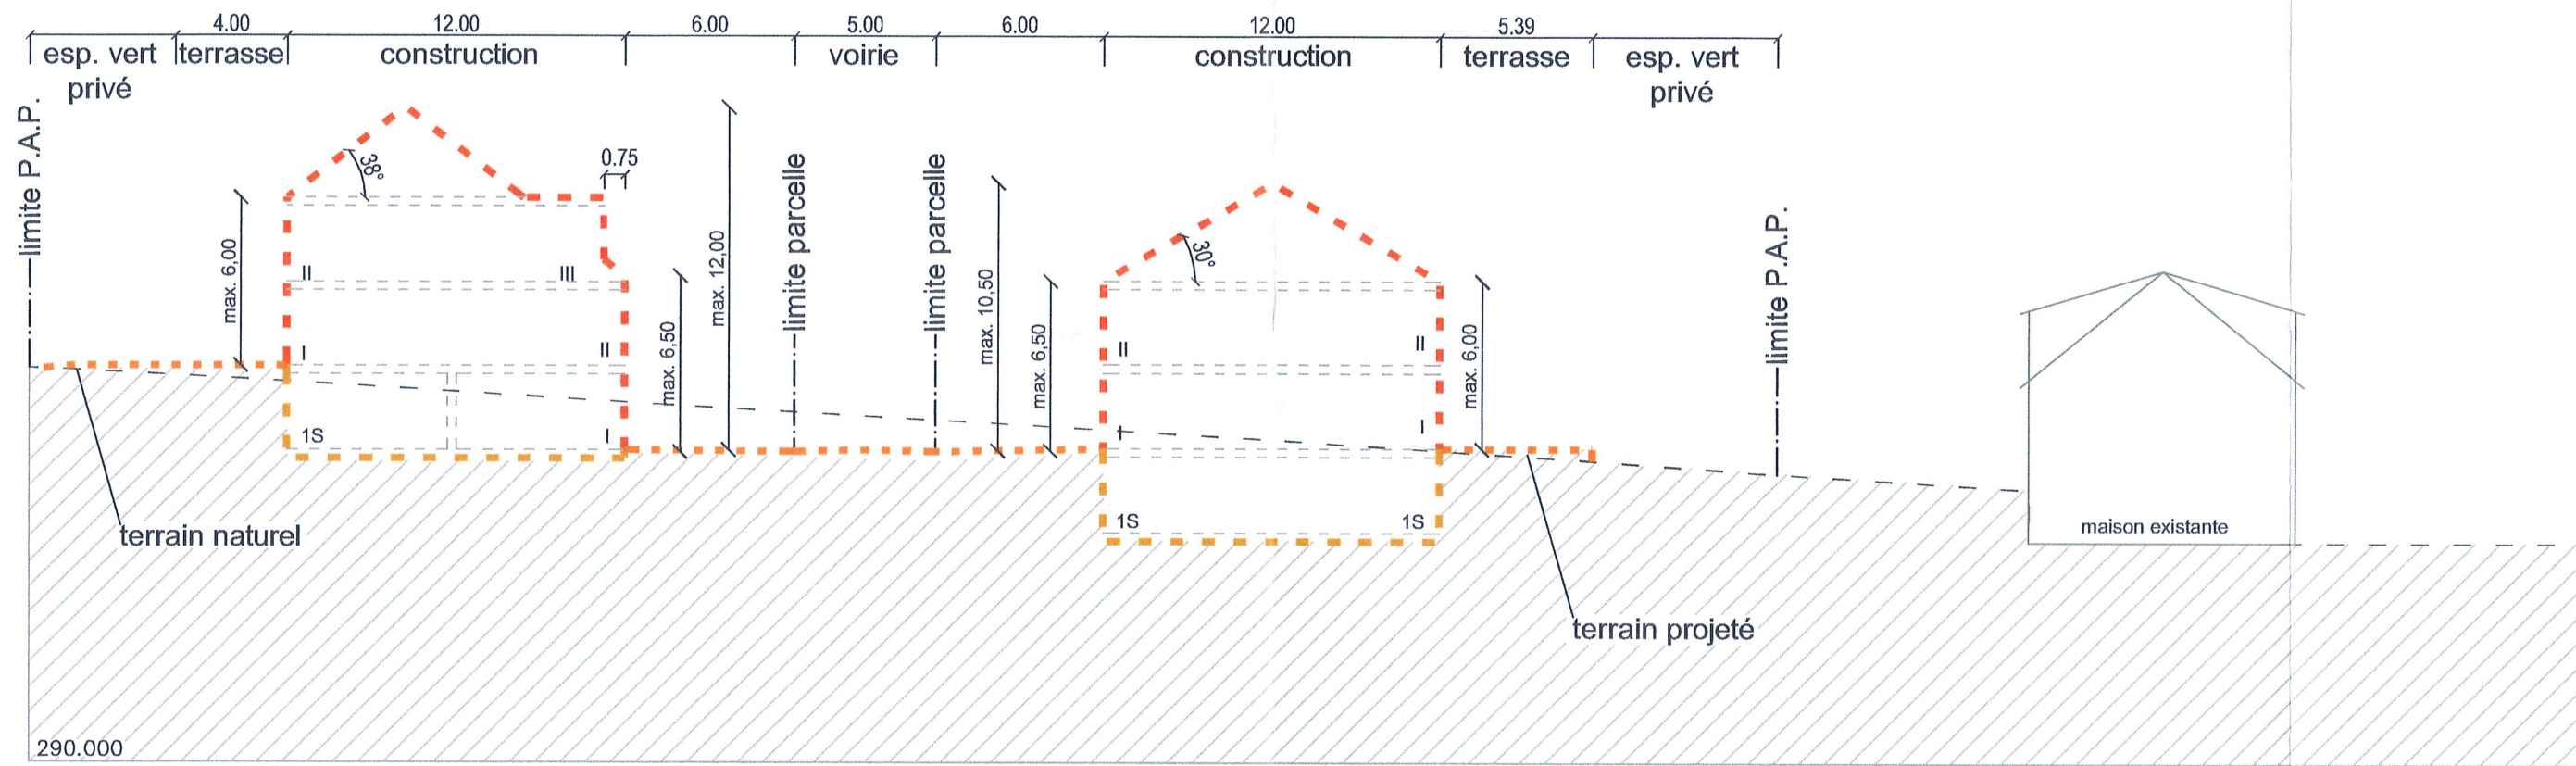 4.00 12.00 6.00 5.00 6.00 12.00 5.39
esp. vert terrasse construction voirie construction terrasse esp. vert
privé privé
limite P.A.P.
38°
0.75
max. 6,00
II III
I II
1S I
max. 6,50
max. 12,00
limite parcelle
limite parcelle
max. 10,50
max. 6,50
30°
II II
I I
1S 1S
max. 6,00
limite P.A.P.
terrain naturel
maison existante
terrain projeté
290.000